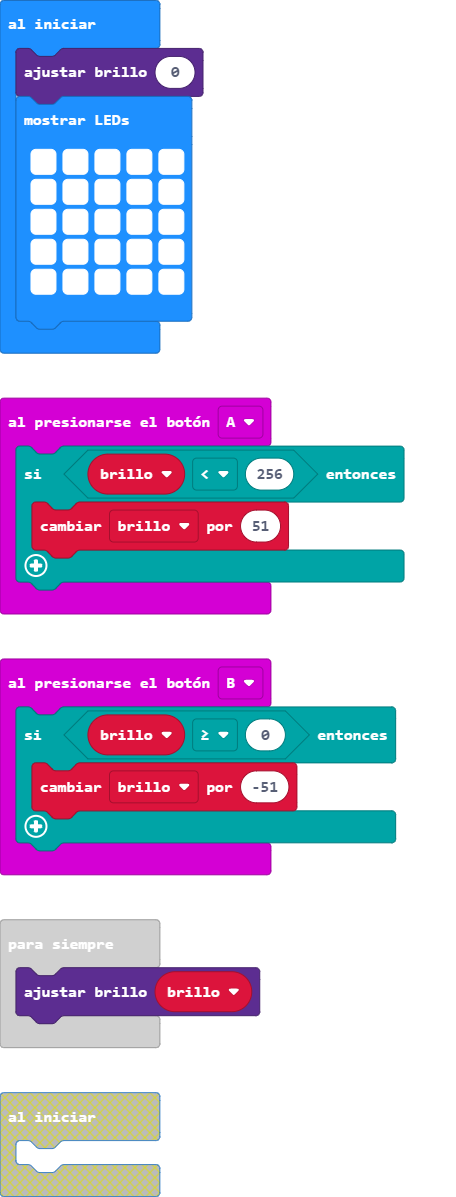 al iniciar
ajustar brillo 0
mostrar LEDs
al presionarse el botón A
si brillo < 256 entonces
cambiar brillo por 51
al presionarse el botón B
si brillo ≥ 0 entonces
cambiar brillo por -51
para siempre
ajustar brillo brillo
al iniciar